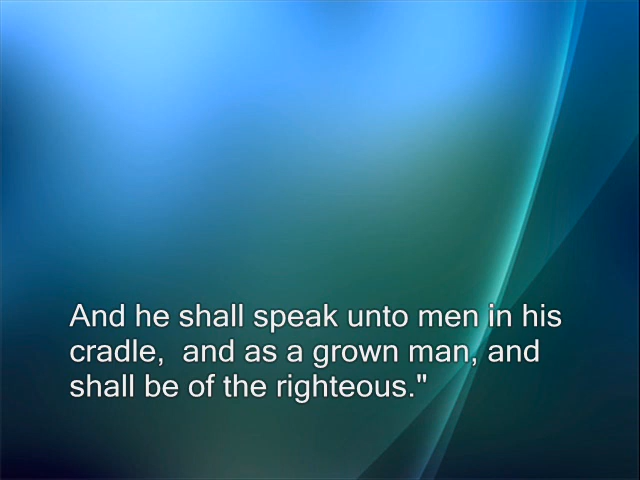 And he shall speak unto men in his
cradle,  and as a grown man, and
shall be of the righteous."